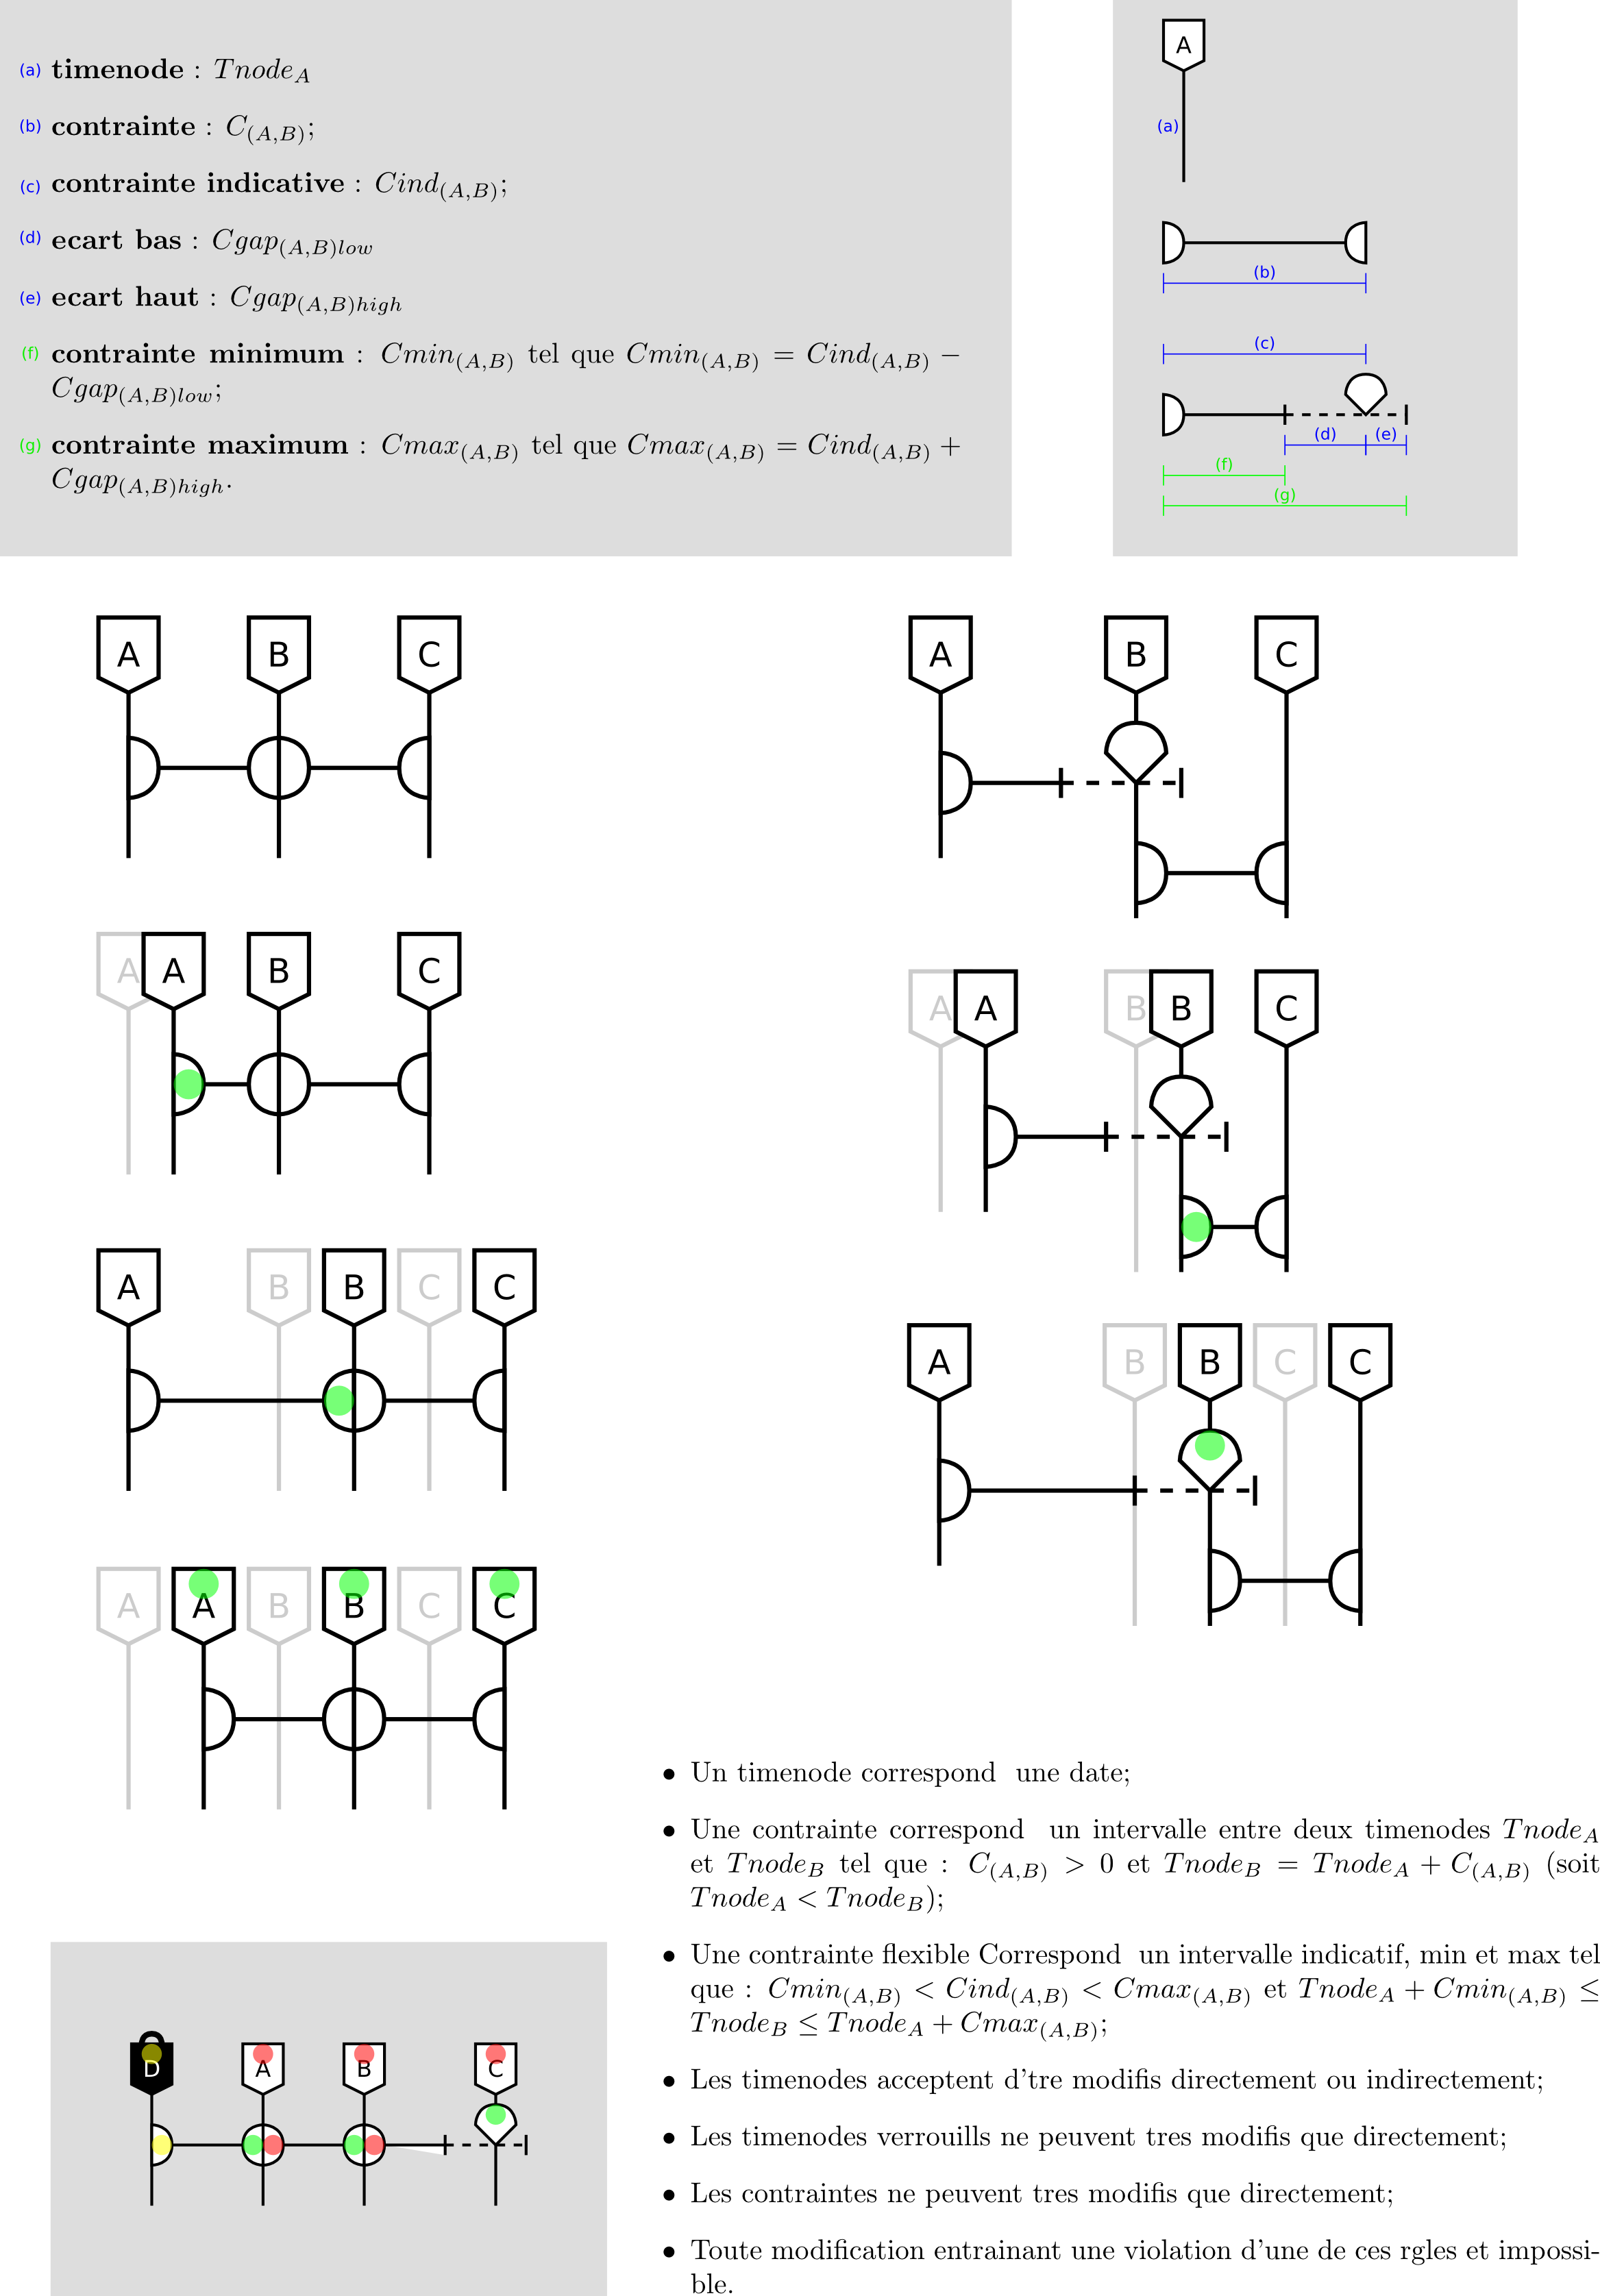 (a) timenode : Tnode_A
(b) contrainte : C_(A,B);
(c) contrainte indicative : Cind_(A,B);
(d) ecart bas : Cgap_(A,B)low
(e) ecart haut : Cgap_(A,B)high
(f) contrainte minimum : Cmin_(A,B) tel que Cmin_(A,B) = Cind_(A,B) −
Cgap_(A,B)low;
(g) contrainte maximum : Cmax_(A,B) tel que Cmax_(A,B) = Cind_(A,B) +
Cgap_(A,B)high.
A
(a)
(b)
(c)
(d) (e)
(f)
(g)
A B C
A A B C
A B B C C
A A B B C C
A B C
A A B B C
A B B C C
D A B C
• Un timenode correspond une date;
• Une contrainte correspond un intervalle entre deux timenodes Tnode_A
et Tnode_B tel que : C_(A,B) > 0 et Tnode_B = Tnode_A + C_(A,B) (soit
Tnode_A < Tnode_B);
• Une contrainte flexible Correspond un intervalle indicatif, min et max tel
que : Cmin_(A,B) < Cind_(A,B) < Cmax_(A,B) et Tnode_A + Cmin_(A,B) ≤
Tnode_B ≤ Tnode_A + Cmax_(A,B);
• Les timenodes acceptent d'tre modifis directement ou indirectement;
• Les timenodes verrouills ne peuvent tres modifis que directement;
• Les contraintes ne peuvent tres modifis que directement;
• Toute modification entrainant une violation d'une de ces rgles et impossi-
ble.